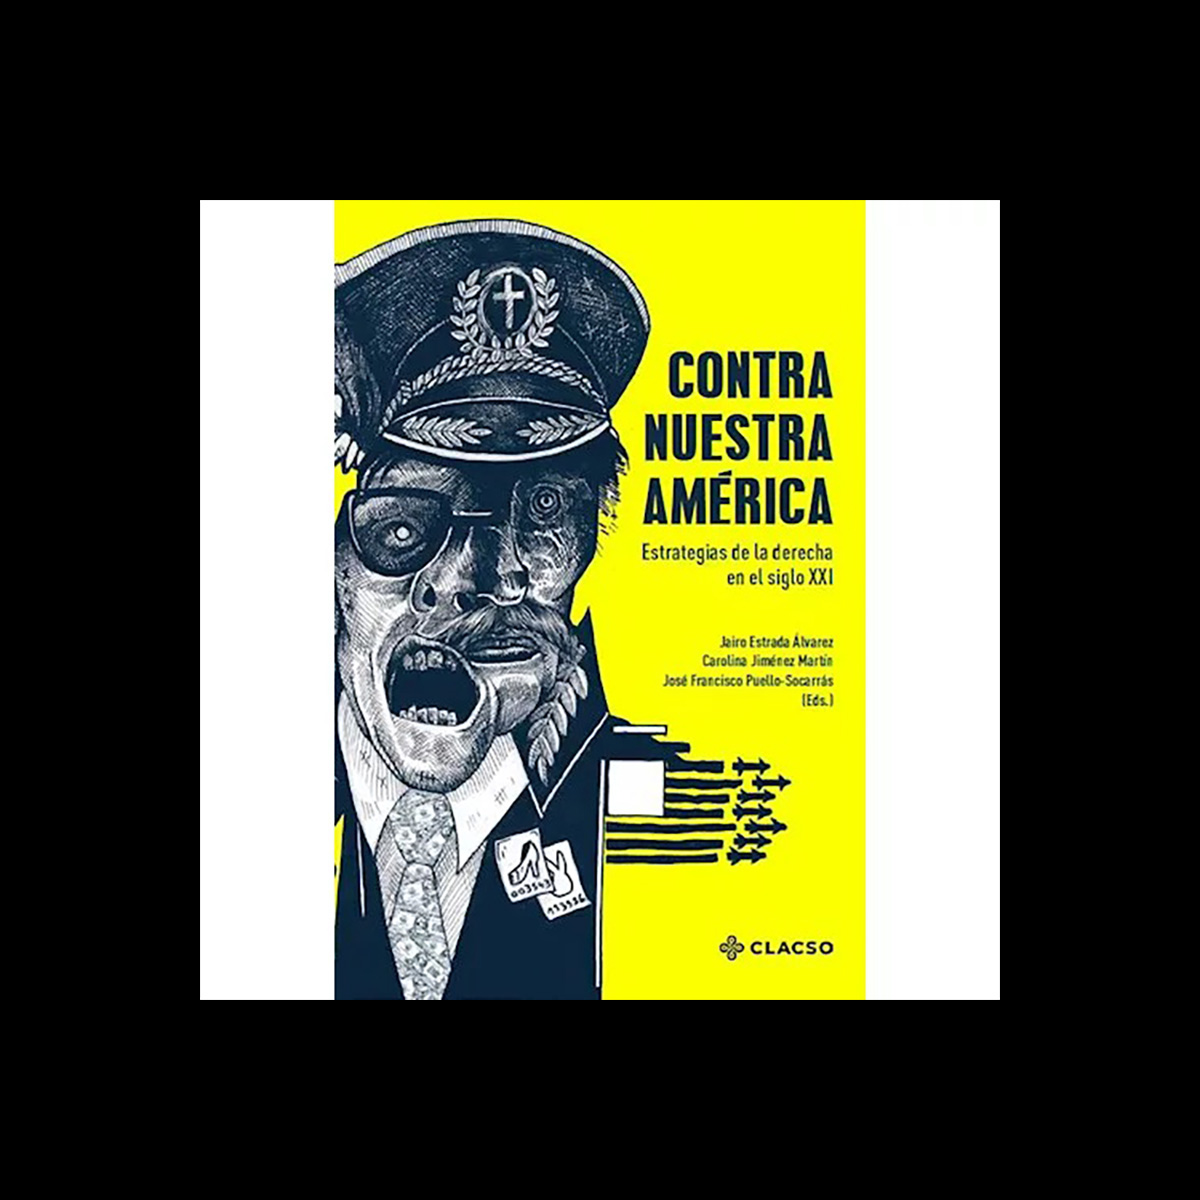 CONTRA
NUESTRA
AMÉRICA
Estrategias de la derecha
en el siglo XXI
Jairo Estrada Álvarez
Carolina Jiménez Martín
José Francisco Puello-Socarrás
(Eds.)
003543
CLACSO